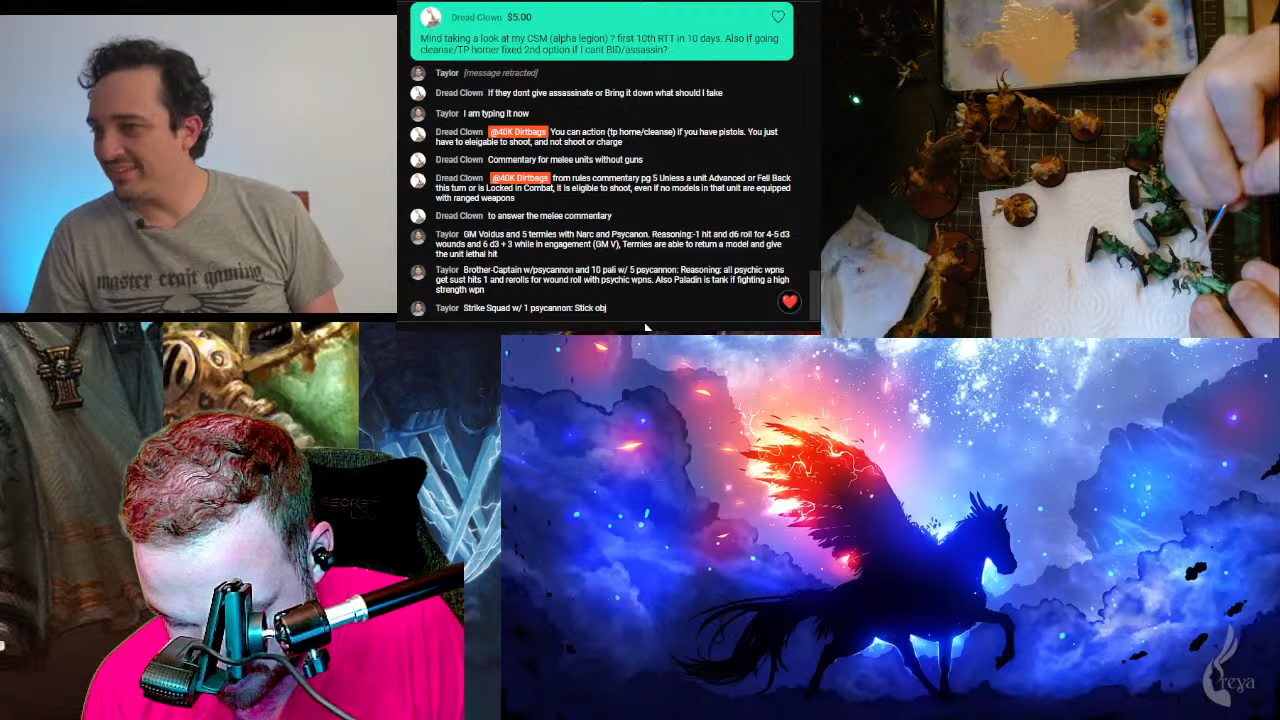 Dread Clown $5.00
Mind taking a look at my CSM (alpha legion) ? first 10th RTT in 10 days. Also if going
cleanse/TP homer fixed 2nd option if I cant BID/assassin?
Taylor [message retracted]
Dread Clown If they dont give assassinate or Bring it down what should I take
Taylor I am typing it now
Dread Clown @40K Dirtbags You can action (tp home/cleanse) if you have pistols. You just
have to eleigable to shoot, and not shoot or charge
Dread Clown Commentary for melee units without guns
Dread Clown @40K Dirtbags from rules commentary pg 5 Unless a unit Advanced or Fell Back
this turn or is Locked in Combat, it is eligible to shoot, even if no models in that unit are equipped
with ranged weapons
Dread Clown to answer the melee commentary
Taylor GM Voldus and 5 termies with Narc and Psycanon. Reasoning:-1 hit and d6 roll for 4-5 d3
wounds and 6 d3 + 3 while in engagement (GM V), Termies are able to return a model and give
the unit lethal hit
Taylor Brother-Captain w/psycannon and 10 pali w/ 5 psycannon: Reasoning: all psychic wpns
get sust hits 1 and rerolls for wound roll with psychic wpns. Also Paladin is tank if fighting a high
strength wpn
Taylor Strike Squad w/ 1 psycannon: Stick obj
master craft gaming
SECRET
reya